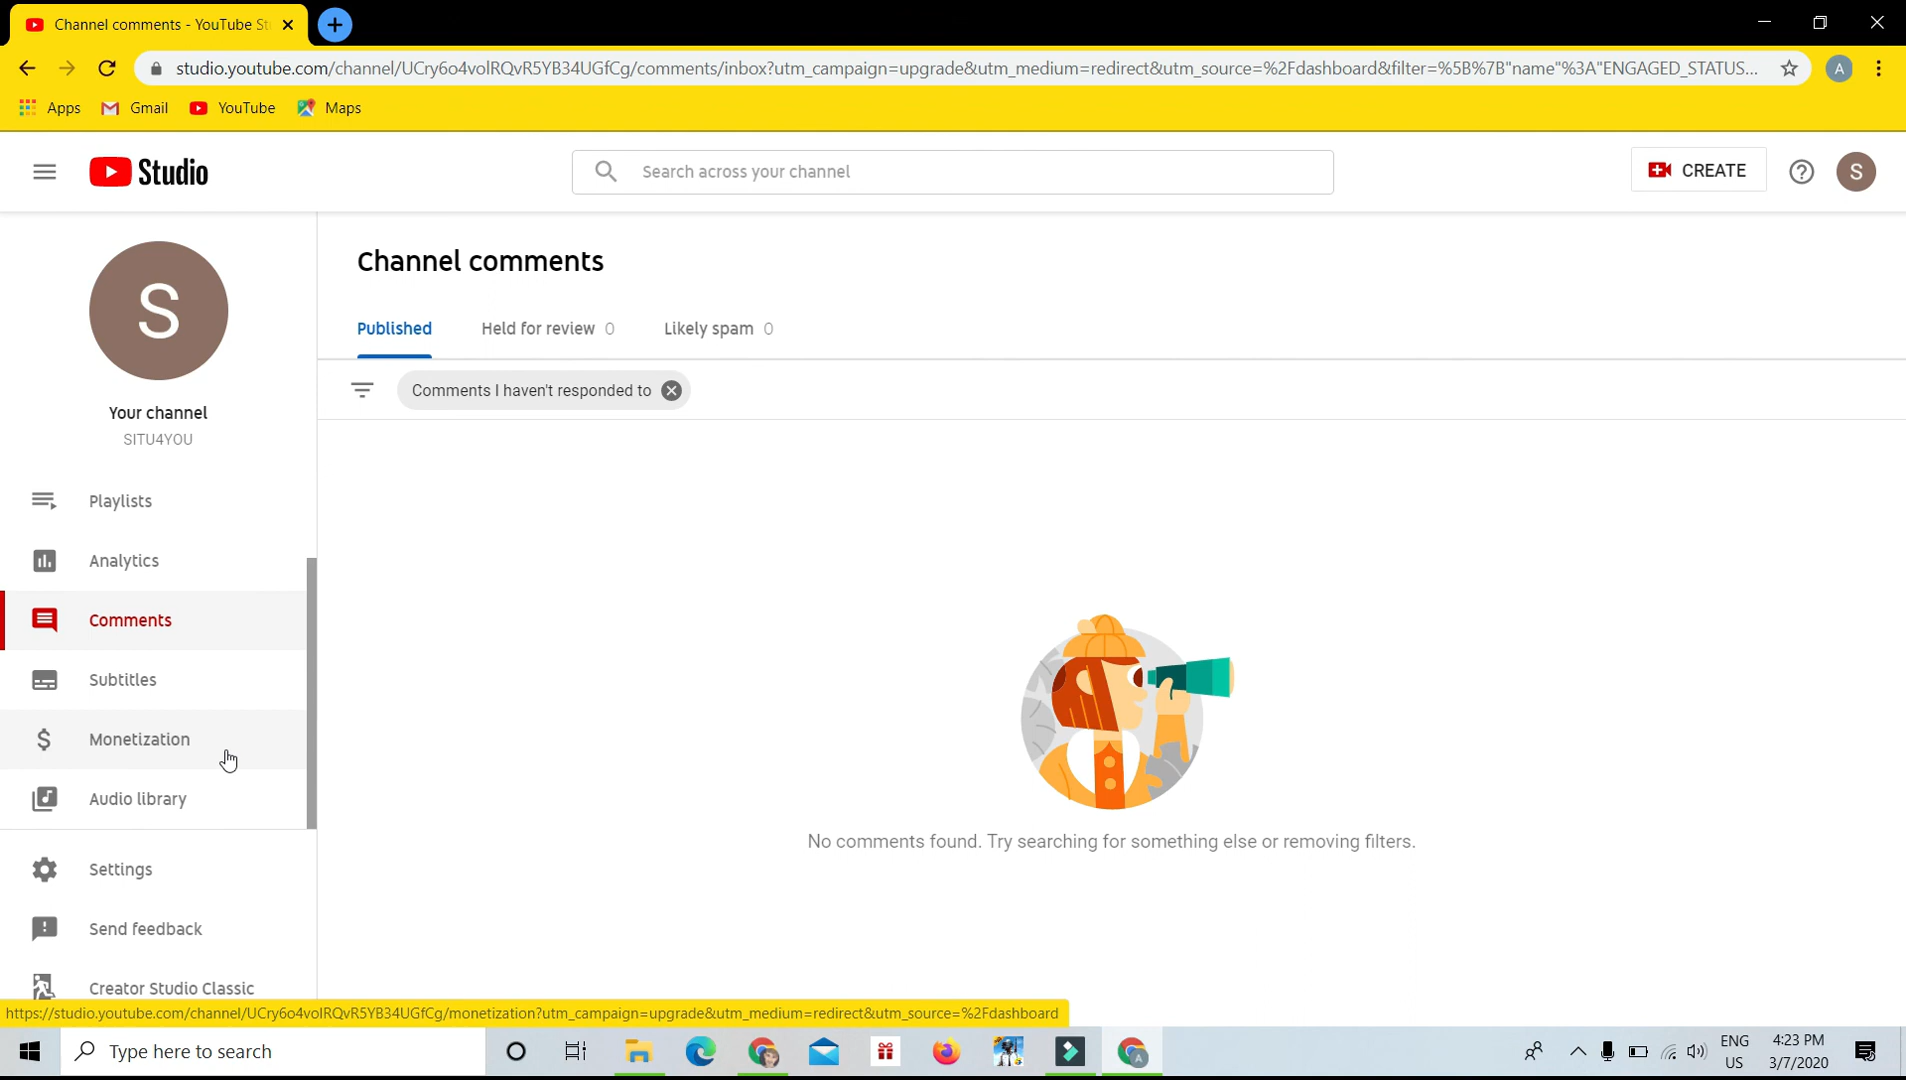 Channel comments - YouTube St
studio.youtube.com/channel/UCry6o4volRQvR5YB34UGfCg/comments/inbox?utm_campaign=upgrade&utm_medium=redirect&utm_source=%2Fdashboard&filter=%5B%7B"name"%3A"ENGAGED_STATUS...
A
Apps
Gmail
YouTube
Maps
Studio
Search across your channel
CREATE
S
S
Your channel
SITU4YOU
Playlists
Analytics
Comments
Subtitles
Monetization
Audio library
Settings
Send feedback
Creator Studio Classic
Channel comments
Published
Held for review 0
Likely spam 0
Comments I haven't responded to
No comments found. Try searching for something else or removing filters.
https://studio.youtube.com/channel/UCry6o4volRQvR5YB34UGfCg/monetization?utm_campaign=upgrade&utm_medium=redirect&utm_source=%2Fdashboard
Type here to search
A
ENG
US
4:23 PM
3/7/2020